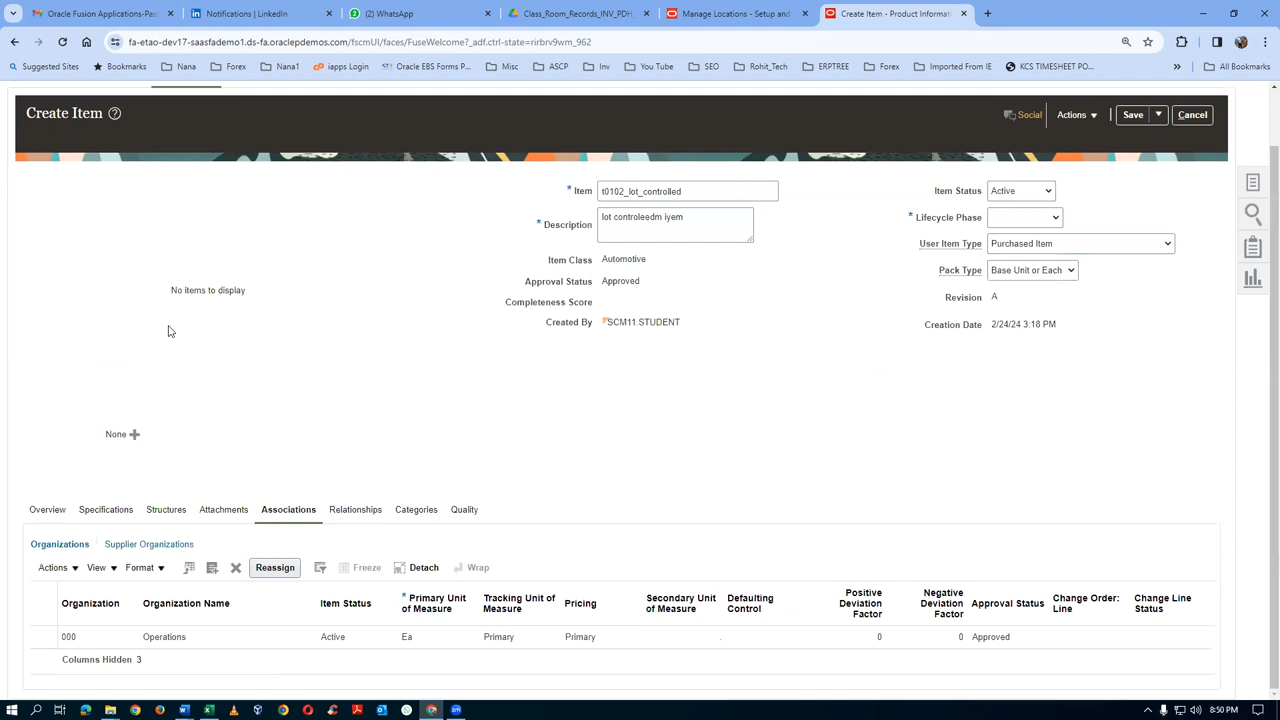 Oracle Fusion Applications-Pas
Notifications | LinkedIn
(2) WhatsApp
Class_Room_Records_INV_PDH_
Manage Locations - Setup and
Create Item - Product Informati
fa-etao-dev17-saasfademo1.ds-fa.oraclepdemos.com/fscmUI/faces/FuseWelcome?_adf.ctrl-state=rirbrv9wm_962
Suggested Sites
Bookmarks
Nana
Forex
Nana1
iapps Login
Oracle EBS Forms P...
Misc
ASCP
Inv
You Tube
SEO
Rohit_Tech
ERPTREE
Forex
Imported From IE
KCS TIMESHEET PO...
»
All Bookmarks
Create Item
Social
Actions
Save
Cancel
* Item t0102_lot_controlled
Item Status Active
* Description lot controleedm iyem
* Lifecycle Phase
User Item Type Purchased Item
Item Class Automotive
Pack Type Base Unit or Each
Approval Status Approved
No items to display
Revision A
Completeness Score
Created By SCM11.STUDENT
Creation Date 2/24/24 3:18 PM
None
Overview
Specifications
Structures
Attachments
Associations
Relationships
Categories
Quality
Organizations
Supplier Organizations
Actions
View
Format
Reassign
Freeze
Detach
Wrap
Organization
Organization Name
Item Status
* Primary Unit of Measure
Tracking Unit of Measure
Pricing
Secondary Unit of Measure
Defaulting Control
Positive Deviation Factor
Negative Deviation Factor
Approval Status
Change Order: Line
Change Line Status
000
Operations
Active
Ea
Primary
Primary
0
0
Approved
Columns Hidden 3
8:50 PM